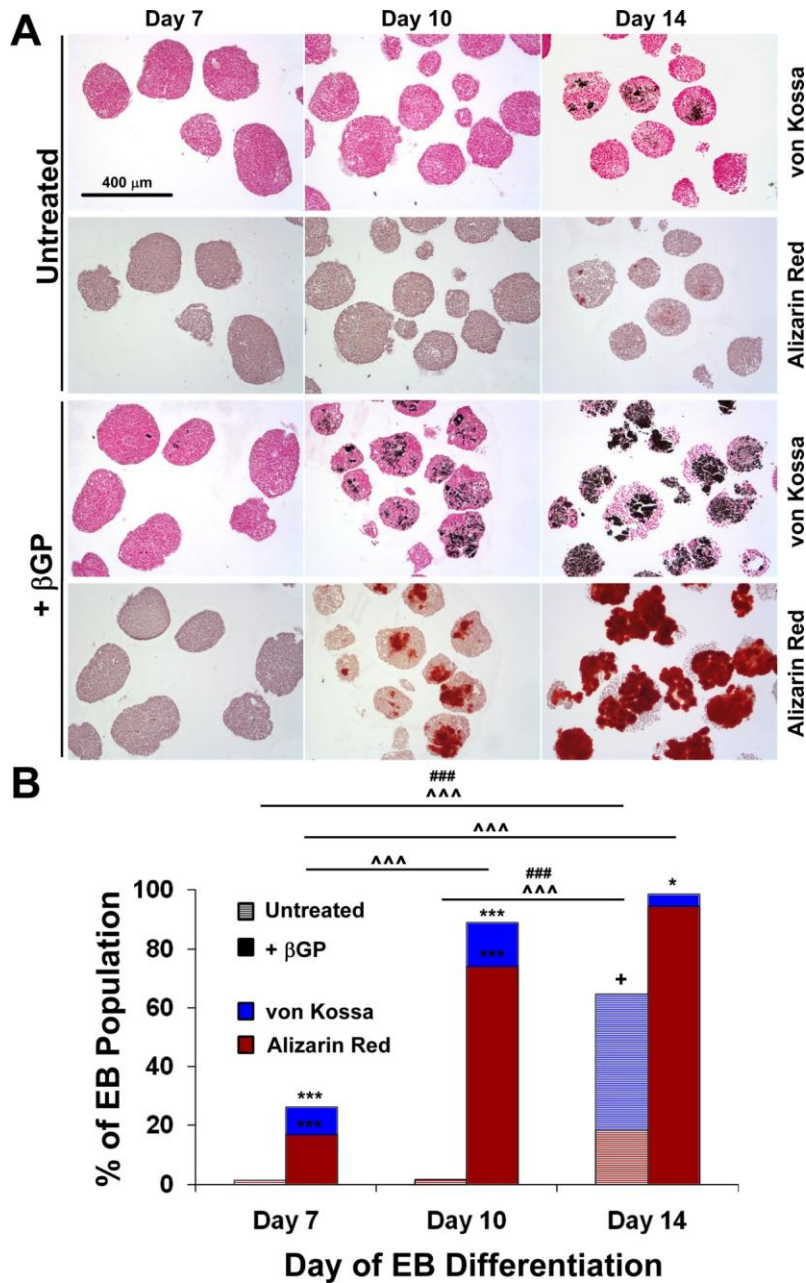 A
Day 7
Day 10
Day 14
Untreated
von Kossa
400 μm
Alizarin Red
+ βGP
von Kossa
Alizarin Red
B
###
^^^
^^^
^^^
###
^^^
% of EB Population
100
80
60
40
20
0
Untreated
+ βGP
von Kossa
Alizarin Red
***
***
***
***
+
*
Day 7
Day 10
Day 14
Day of EB Differentiation